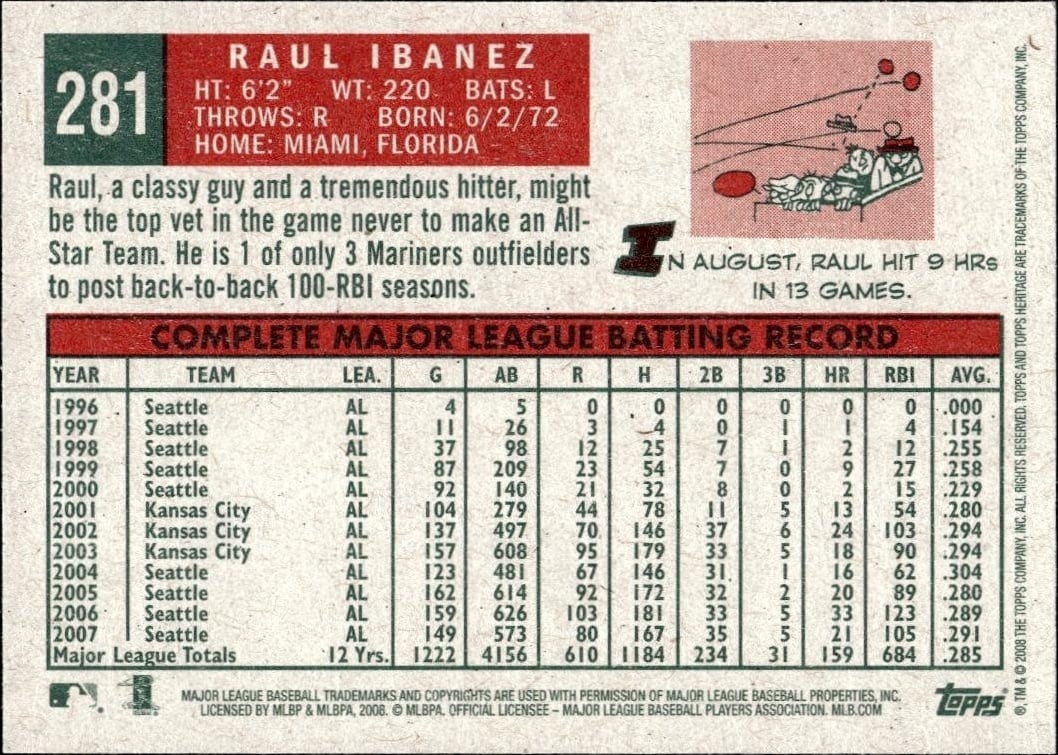 281
RAUL IBANEZ
HT: 6'2" WT: 220 BATS: L
THROWS: R BORN: 6/2/72
HOME: MIAMI, FLORIDA
Raul, a classy guy and a tremendous hitter, might
be the top vet in the game never to make an All-
Star Team. He is 1 of only 3 Mariners outfielders
to post back-to-back 100-RBI seasons.
IN AUGUST, RAUL HIT 9 HRs
IN 13 GAMES.
COMPLETE MAJOR LEAGUE BATTING RECORD
YEAR TEAM LEA. G AB R H 2B 3B HR RBI AVG.
1996 Seattle AL 4 5 0 0 0 0 0 0 .000
1997 Seattle AL 11 26 3 4 0 1 1 4 .154
1998 Seattle AL 37 98 12 25 7 1 2 12 .255
1999 Seattle AL 87 209 23 54 7 0 9 27 .258
2000 Seattle AL 92 140 21 32 8 0 2 15 .229
2001 Kansas City AL 104 279 44 78 11 5 13 54 .280
2002 Kansas City AL 137 497 70 146 37 6 24 103 .294
2003 Kansas City AL 157 608 95 179 33 5 18 90 .294
2004 Seattle AL 123 481 67 146 31 1 16 62 .304
2005 Seattle AL 162 614 92 172 32 2 20 89 .280
2006 Seattle AL 159 626 103 181 33 5 33 123 .289
2007 Seattle AL 149 573 80 167 35 5 21 105 .291
Major League Totals 12 Yrs. 1222 4156 610 1184 234 31 159 684 .285
MAJOR LEAGUE BASEBALL TRADEMARKS AND COPYRIGHTS ARE USED WITH PERMISSION OF MAJOR LEAGUE BASEBALL PROPERTIES, INC.
LICENSED BY MLBP & MLBPA, 2008. © MLBPA. OFFICIAL LICENSEE – MAJOR LEAGUE BASEBALL PLAYERS ASSOCIATION. MLB.COM
Topps
®, TM & © 2008 THE TOPPS COMPANY, INC. ALL RIGHTS RESERVED. TOPPS AND TOPPS HERITAGE ARE TRADEMARKS OF THE TOPPS COMPANY, INC.